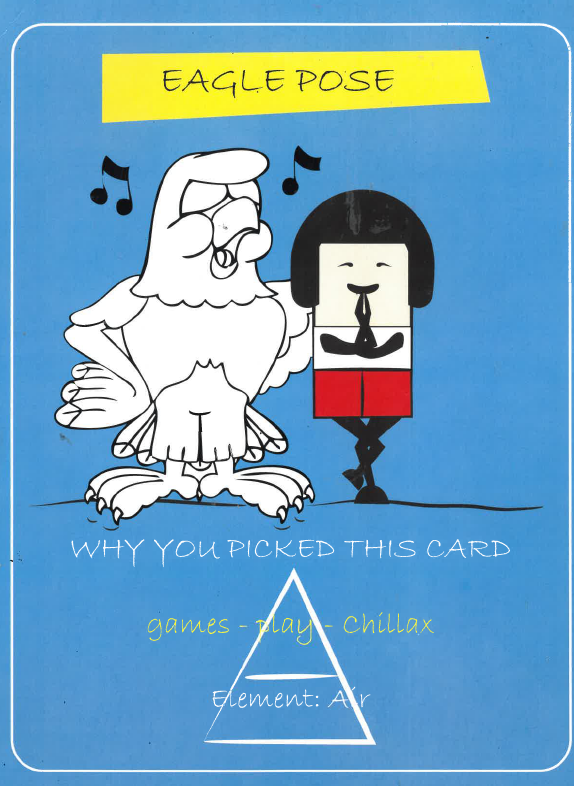 EAGLE POSE
WHY YOU PICKED THIS CARD
games - play - Chillax
Element: Air